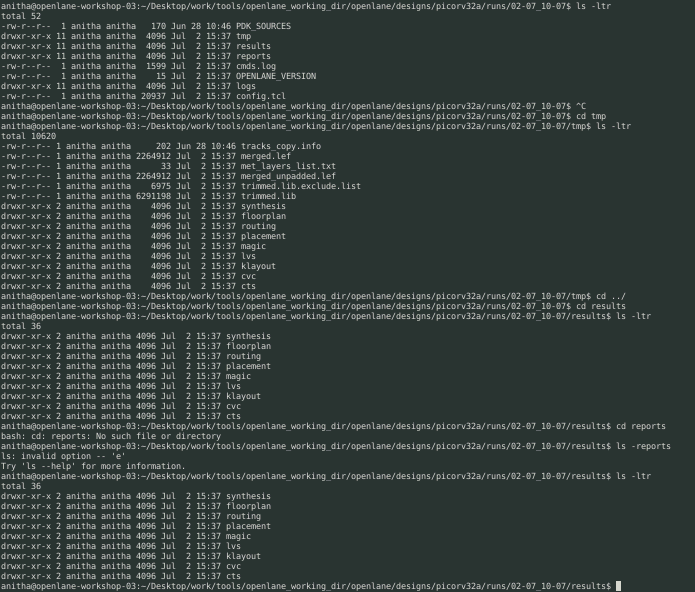 anitha@openlane-workshop-03:~/Desktop/work/tools/openlane_working_dir/openlane/designs/picorv32a/runs/02-07_10-07$ ls -ltr
total 52
-rw-r--r--  1 anitha anitha   170 Jun 28 10:46 PDK_SOURCES
drwxr-xr-x 11 anitha anitha  4096 Jul  2 15:37 tmp
drwxr-xr-x 11 anitha anitha  4096 Jul  2 15:37 results
drwxr-xr-x 11 anitha anitha  4096 Jul  2 15:37 reports
-rw-r--r--  1 anitha anitha  1599 Jul  2 15:37 cmds.log
-rw-r--r--  1 anitha anitha    15 Jul  2 15:37 OPENLANE_VERSION
drwxr-xr-x 11 anitha anitha  4096 Jul  2 15:37 logs
-rw-r--r--  1 anitha anitha 20937 Jul  2 15:37 config.tcl
anitha@openlane-workshop-03:~/Desktop/work/tools/openlane_working_dir/openlane/designs/picorv32a/runs/02-07_10-07$ ^C
anitha@openlane-workshop-03:~/Desktop/work/tools/openlane_working_dir/openlane/designs/picorv32a/runs/02-07_10-07$ cd tmp
anitha@openlane-workshop-03:~/Desktop/work/tools/openlane_working_dir/openlane/designs/picorv32a/runs/02-07_10-07/tmp$ ls -ltr
total 10620
-rw-r--r-- 1 anitha anitha     202 Jun 28 10:46 tracks_copy.info
-rw-r--r-- 1 anitha anitha 2264912 Jul  2 15:37 merged.lef
-rw-r--r-- 1 anitha anitha      33 Jul  2 15:37 met_layers_list.txt
-rw-r--r-- 1 anitha anitha 2264912 Jul  2 15:37 merged_unpadded.lef
-rw-r--r-- 1 anitha anitha    6975 Jul  2 15:37 trimmed.lib.exclude.list
-rw-r--r-- 1 anitha anitha 6291198 Jul  2 15:37 trimmed.lib
drwxr-xr-x 2 anitha anitha    4096 Jul  2 15:37 synthesis
drwxr-xr-x 2 anitha anitha    4096 Jul  2 15:37 floorplan
drwxr-xr-x 2 anitha anitha    4096 Jul  2 15:37 routing
drwxr-xr-x 2 anitha anitha    4096 Jul  2 15:37 placement
drwxr-xr-x 2 anitha anitha    4096 Jul  2 15:37 magic
drwxr-xr-x 2 anitha anitha    4096 Jul  2 15:37 lvs
drwxr-xr-x 2 anitha anitha    4096 Jul  2 15:37 klayout
drwxr-xr-x 2 anitha anitha    4096 Jul  2 15:37 cvc
drwxr-xr-x 2 anitha anitha    4096 Jul  2 15:37 cts
anitha@openlane-workshop-03:~/Desktop/work/tools/openlane_working_dir/openlane/designs/picorv32a/runs/02-07_10-07/tmp$ cd ../
anitha@openlane-workshop-03:~/Desktop/work/tools/openlane_working_dir/openlane/designs/picorv32a/runs/02-07_10-07$ cd results
anitha@openlane-workshop-03:~/Desktop/work/tools/openlane_working_dir/openlane/designs/picorv32a/runs/02-07_10-07/results$ ls -ltr
total 36
drwxr-xr-x 2 anitha anitha 4096 Jul  2 15:37 synthesis
drwxr-xr-x 2 anitha anitha 4096 Jul  2 15:37 floorplan
drwxr-xr-x 2 anitha anitha 4096 Jul  2 15:37 routing
drwxr-xr-x 2 anitha anitha 4096 Jul  2 15:37 placement
drwxr-xr-x 2 anitha anitha 4096 Jul  2 15:37 magic
drwxr-xr-x 2 anitha anitha 4096 Jul  2 15:37 lvs
drwxr-xr-x 2 anitha anitha 4096 Jul  2 15:37 klayout
drwxr-xr-x 2 anitha anitha 4096 Jul  2 15:37 cvc
drwxr-xr-x 2 anitha anitha 4096 Jul  2 15:37 cts
anitha@openlane-workshop-03:~/Desktop/work/tools/openlane_working_dir/openlane/designs/picorv32a/runs/02-07_10-07/results$ cd reports
bash: cd: reports: No such file or directory
anitha@openlane-workshop-03:~/Desktop/work/tools/openlane_working_dir/openlane/designs/picorv32a/runs/02-07_10-07/results$ ls -reports
ls: invalid option -- 'e'
Try 'ls --help' for more information.
anitha@openlane-workshop-03:~/Desktop/work/tools/openlane_working_dir/openlane/designs/picorv32a/runs/02-07_10-07/results$ ls -ltr
total 36
drwxr-xr-x 2 anitha anitha 4096 Jul  2 15:37 synthesis
drwxr-xr-x 2 anitha anitha 4096 Jul  2 15:37 floorplan
drwxr-xr-x 2 anitha anitha 4096 Jul  2 15:37 routing
drwxr-xr-x 2 anitha anitha 4096 Jul  2 15:37 placement
drwxr-xr-x 2 anitha anitha 4096 Jul  2 15:37 magic
drwxr-xr-x 2 anitha anitha 4096 Jul  2 15:37 lvs
drwxr-xr-x 2 anitha anitha 4096 Jul  2 15:37 klayout
drwxr-xr-x 2 anitha anitha 4096 Jul  2 15:37 cvc
drwxr-xr-x 2 anitha anitha 4096 Jul  2 15:37 cts
anitha@openlane-workshop-03:~/Desktop/work/tools/openlane_working_dir/openlane/designs/picorv32a/runs/02-07_10-07/results$